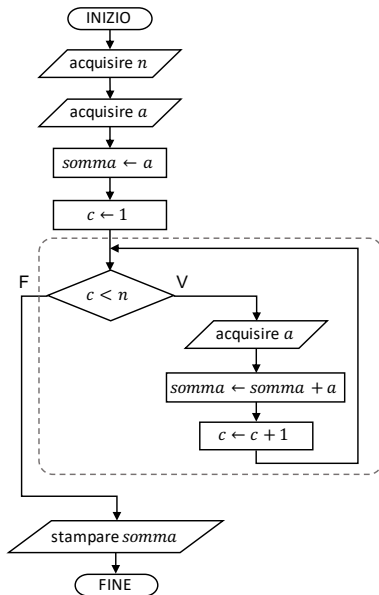 INIZIO
acquisire n
acquisire a
somma ← a
c ← 1
F
c < n
V
acquisire a
somma ← somma + a
c ← c + 1
stampare somma
FINE